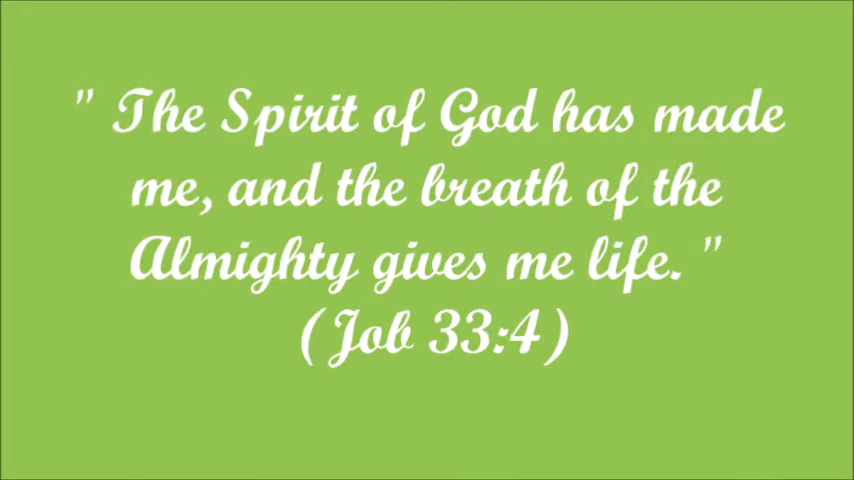 " The Spirit of God has made
me, and the breath of the
Almighty gives me life. "
(Job 33:4)